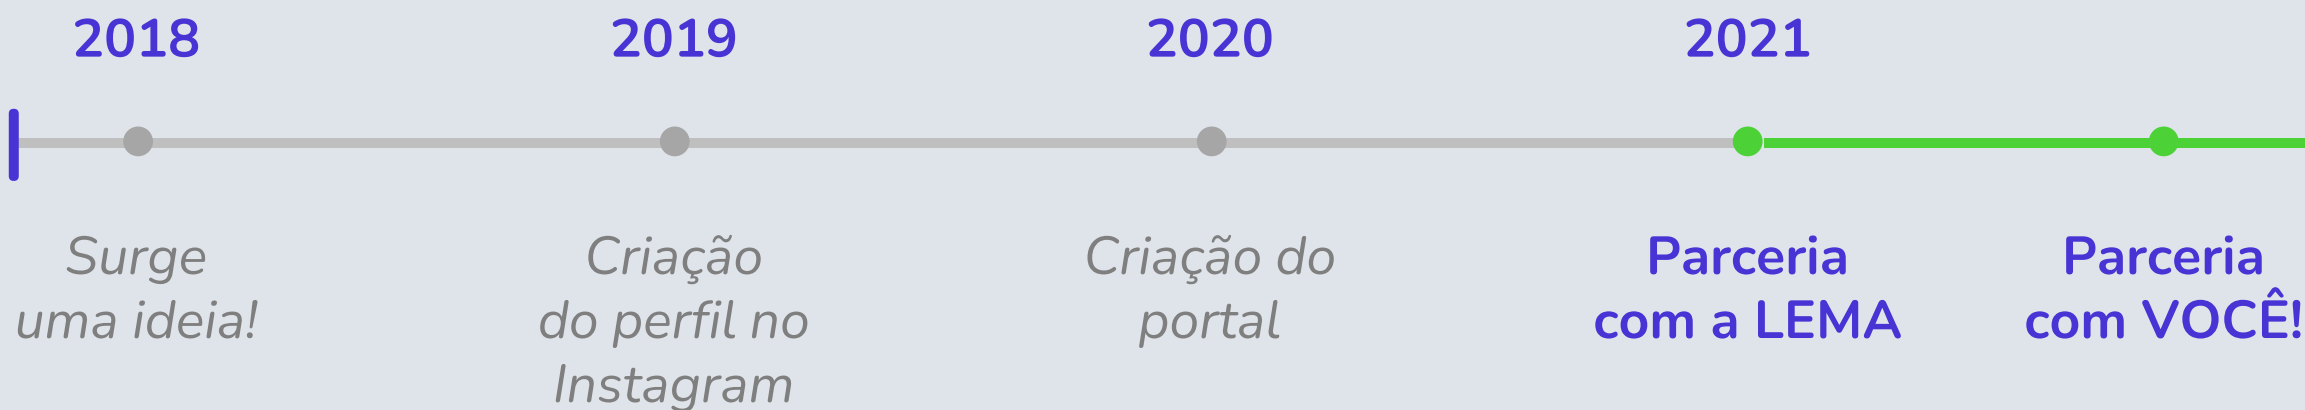 2018
2019
2020
2021
Surge
uma ideia!
Criação
do perfil no
Instagram
Criação do
portal
Parceria
com a LEMA
Parceria
com VOCÊ!